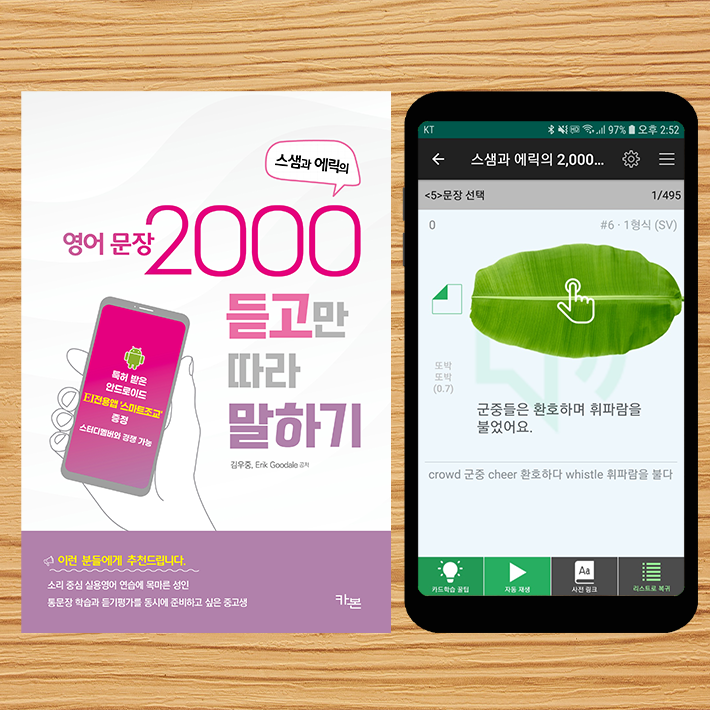 스샘과 에릭의
영어 문장 2000
듣고만
따라
말하기
특허 받은
안드로이드
EJ전용앱 '스마트조교'
증정
스터디멤버와 경쟁 가능
김우중, Erik Goodale 공저
이런 분들에게 추천드립니다.
소리 중심 실용영어 연습에 목마른 성인
통문장 학습과 듣기평가를 동시에 준비하고 싶은 중고생
카본
KT 97% 오후 2:52
스샘과 에릭의 2,000...
<5>문장 선택 1/495
0 #6 · 1형식 (SV)
또박
또박
(0.7)
군중들은 환호하며 휘파람을
불었어요.
crowd 군중 cheer 환호하다 whistle 휘파람을 불다
Aa
카드학습 꿀팁 자동 재생 사전 링크 리스트로 복귀